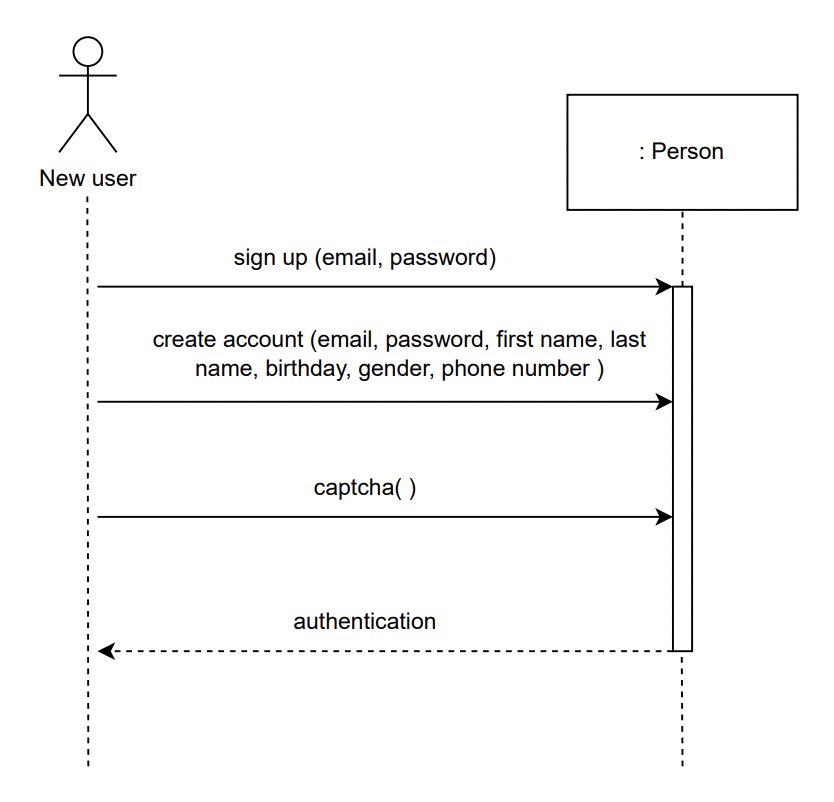 New user
: Person
sign up (email, password)
create account (email, password, first name, last
name, birthday, gender, phone number )
captcha( )
authentication